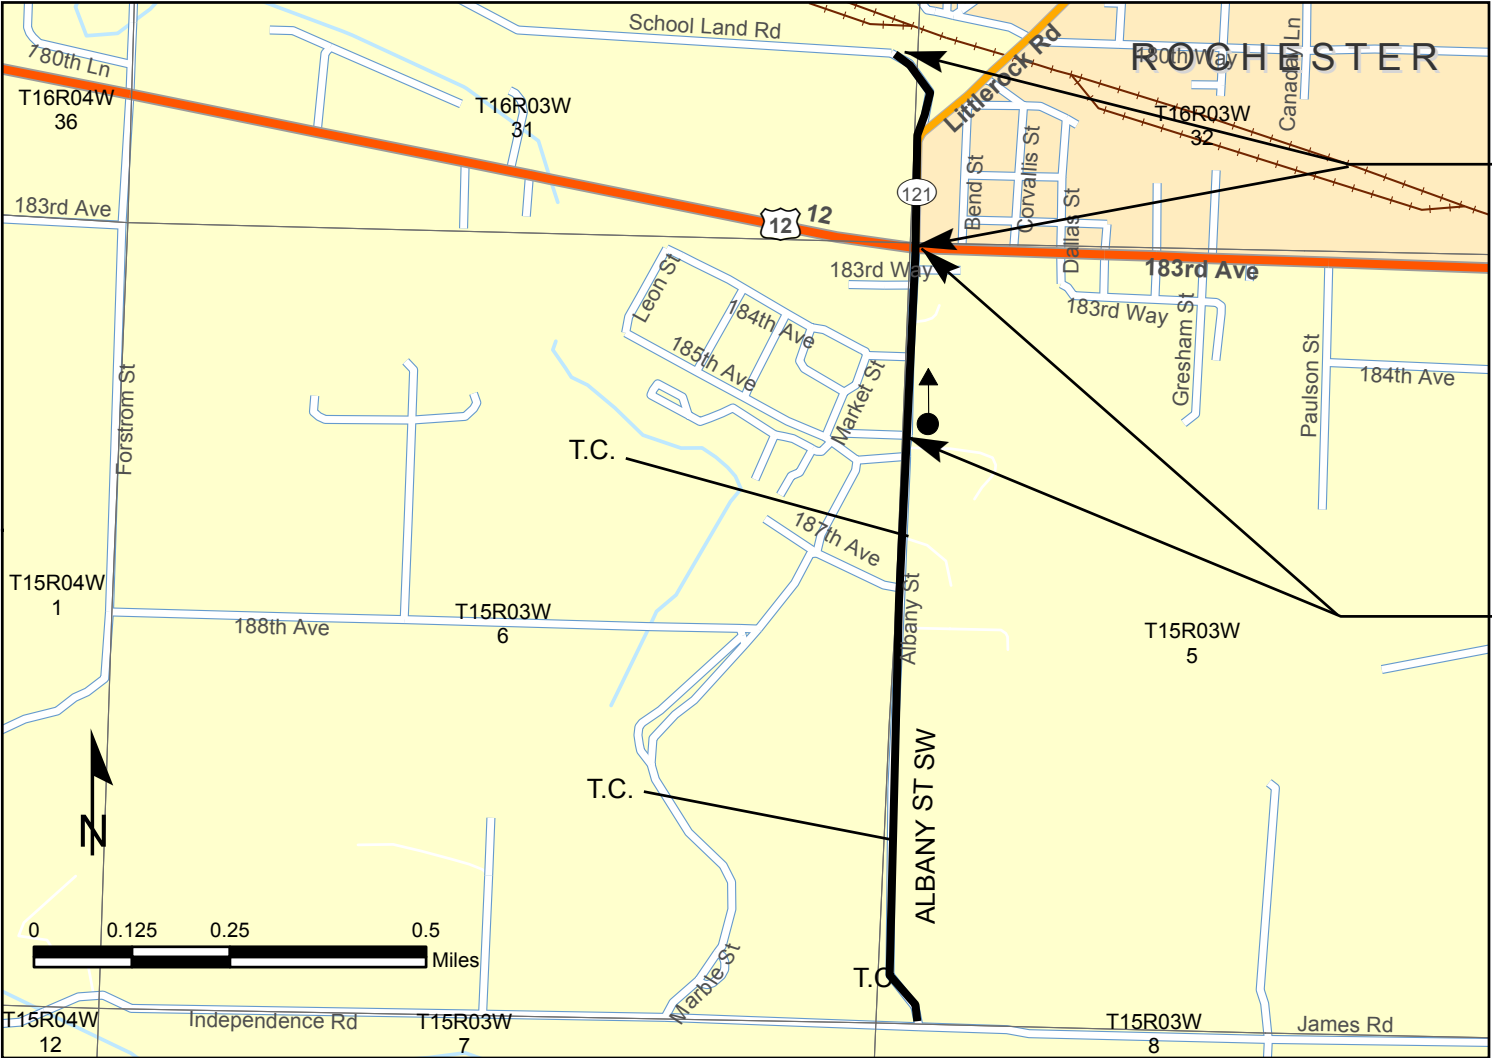 School Land Rd
180th Ln
T16R04W
36
T16R03W
31
Littlerock Rd
ROCHESTER
180th Way
Canaday Ln
T16R03W
32
183rd Ave
12
12
121
Bend St
Corvallis St
Dallas St
183rd Way
183rd Ave
183rd Way
Gresham St
Paulson St
184th Ave
Leon St
184th Ave
185th Ave
Market St
Forstrom St
T.C.
187th Ave
Albany St
T15R04W
1
188th Ave
T15R03W
6
T15R03W
5
T.C.
ALBANY ST SW
N
0
0.125
0.25
0.5
Miles
Marble St
T.C
T15R04W
12
Independence Rd
T15R03W
7
T15R03W
8
James Rd